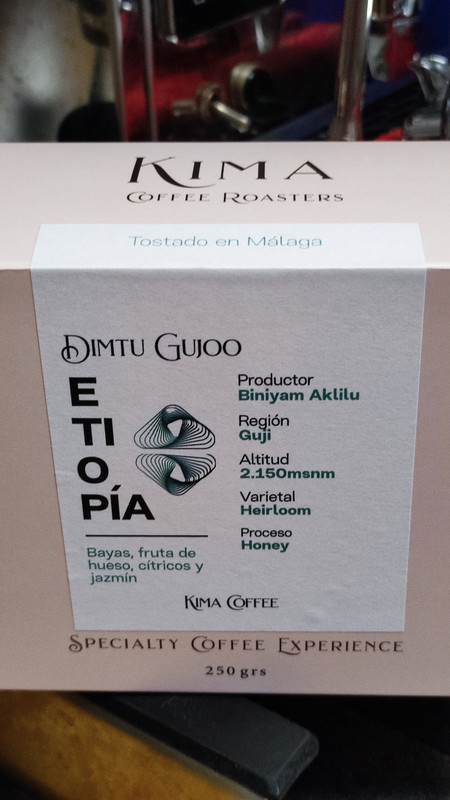 KIMA
COFFEE ROASTERS
Tostado en Málaga
DIMTU GUJOO
E
TI
O
PÍA
Bayas, fruta de
hueso, cítricos y
jazmín
Productor
Biniyam Aklilu
Región
Guji
Altitud
2.150msnm
Varietal
Heirloom
Proceso
Honey
KIMA COFFEE
SPECIALTY COFFEE EXPERIENCE
250 grs